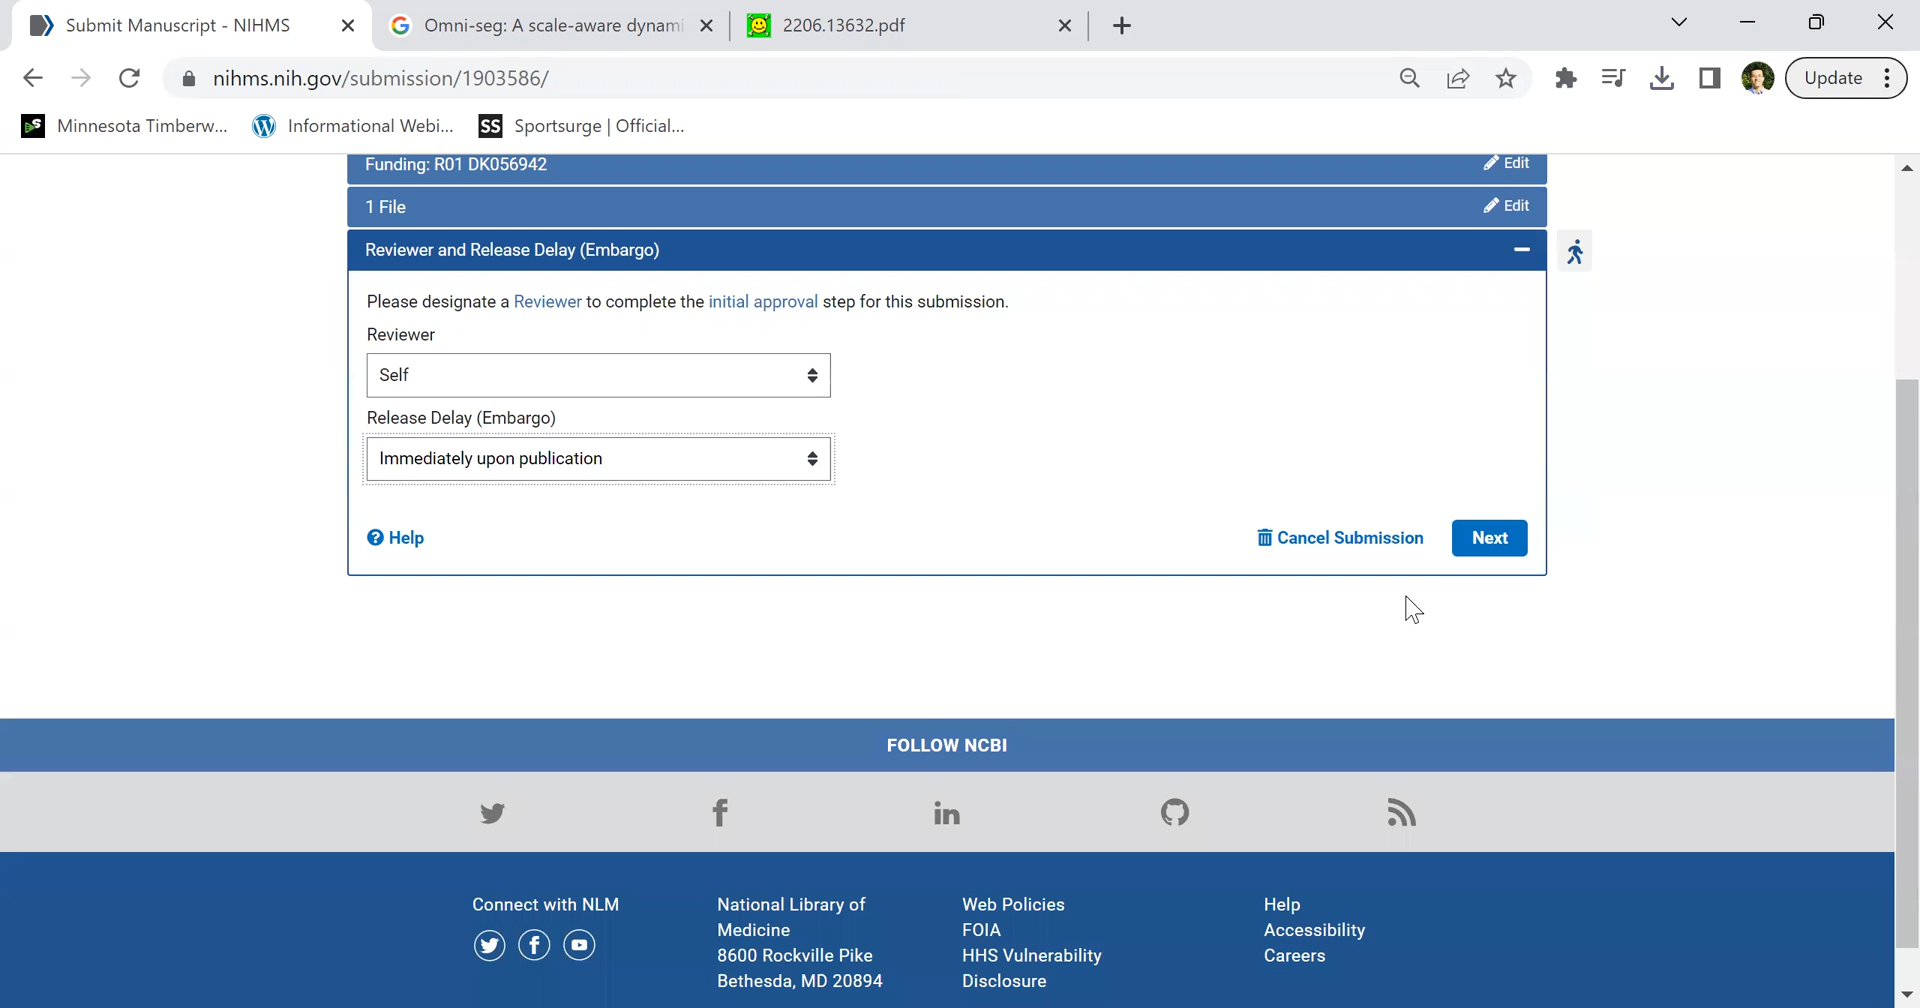 Submit Manuscript - NIHMS
Omni-seg: A scale-aware dynami
2206.13632.pdf
nihms.nih.gov/submission/1903586/
Update
Minnesota Timberw...
Informational Webi...
SS Sportsurge | Official...
Funding: R01 DK056942
Edit
1 File
Edit
Reviewer and Release Delay (Embargo)
Please designate a Reviewer to complete the initial approval step for this submission.
Reviewer
Self
Release Delay (Embargo)
Immediately upon publication
Help
Cancel Submission
Next
FOLLOW NCBI
Connect with NLM
National Library of
Medicine
8600 Rockville Pike
Bethesda, MD 20894
Web Policies
FOIA
HHS Vulnerability
Disclosure
Help
Accessibility
Careers